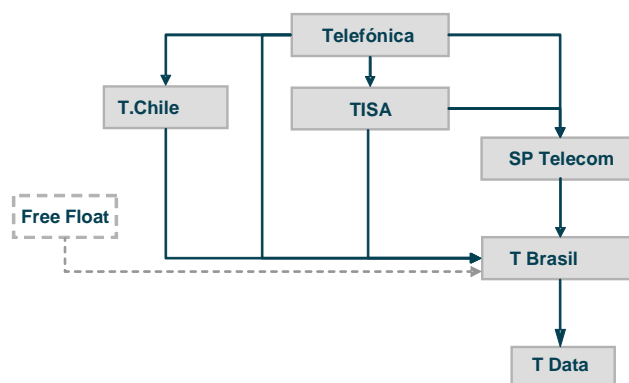 Telefónica
T.Chile
TISA
SP Telecom
Free Float
T Brasil
T Data